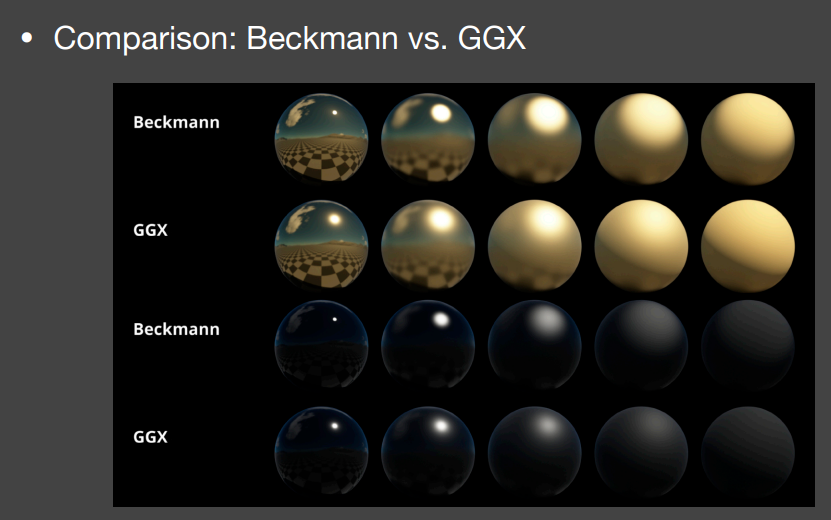 • Comparison: Beckmann vs. GGX
Beckmann
GGX
Beckmann
GGX